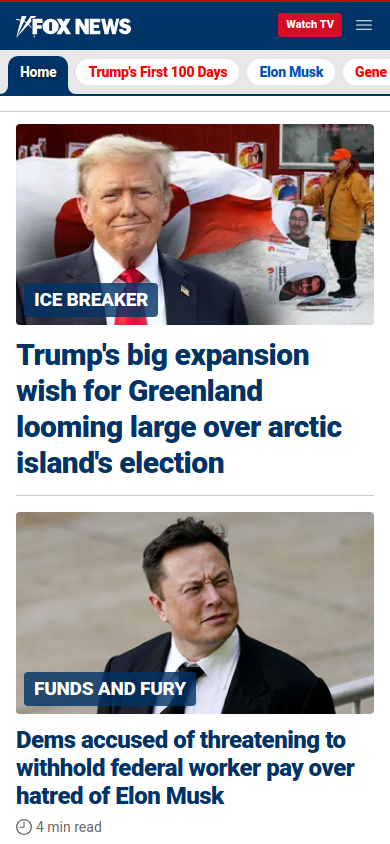 FOX NEWS
Watch TV
Home
Trump's First 100 Days
Elon Musk
Gene
ICE BREAKER
Trump's big expansion
wish for Greenland
looming large over arctic
island's election
FUNDS AND FURY
Dems accused of threatening to
withhold federal worker pay over
hatred of Elon Musk
4 min read